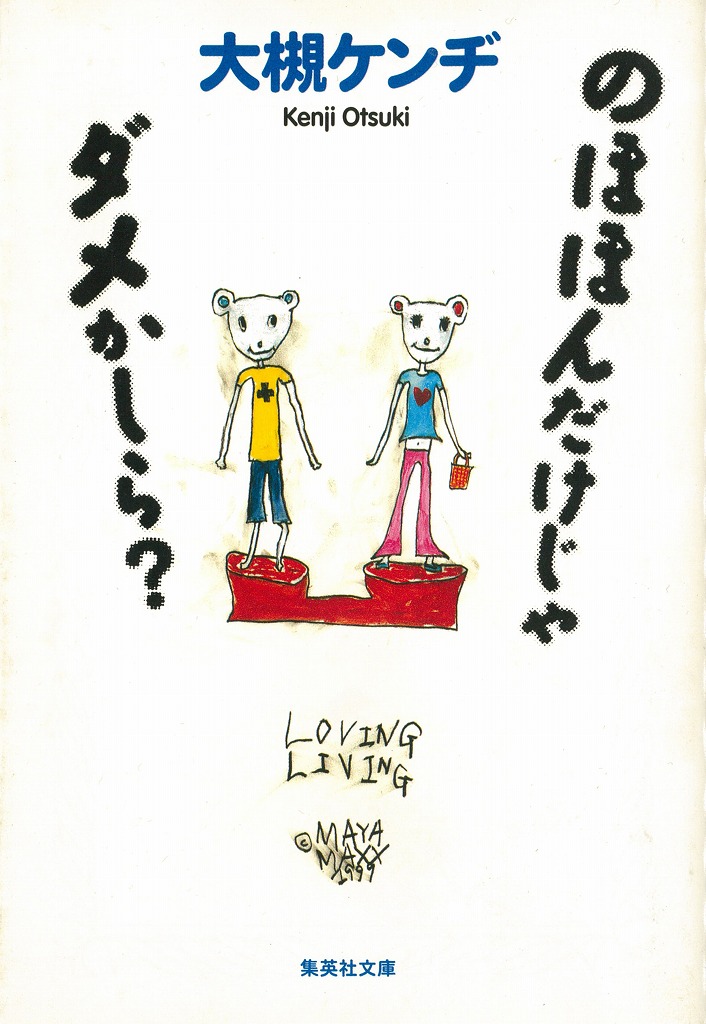 大槻ケンヂ
Kenji Otsuki
のほほんだけじゃ
ダメかしら?
LOVING
LIVING
© MAYA
MAXX
1999
集英社文庫